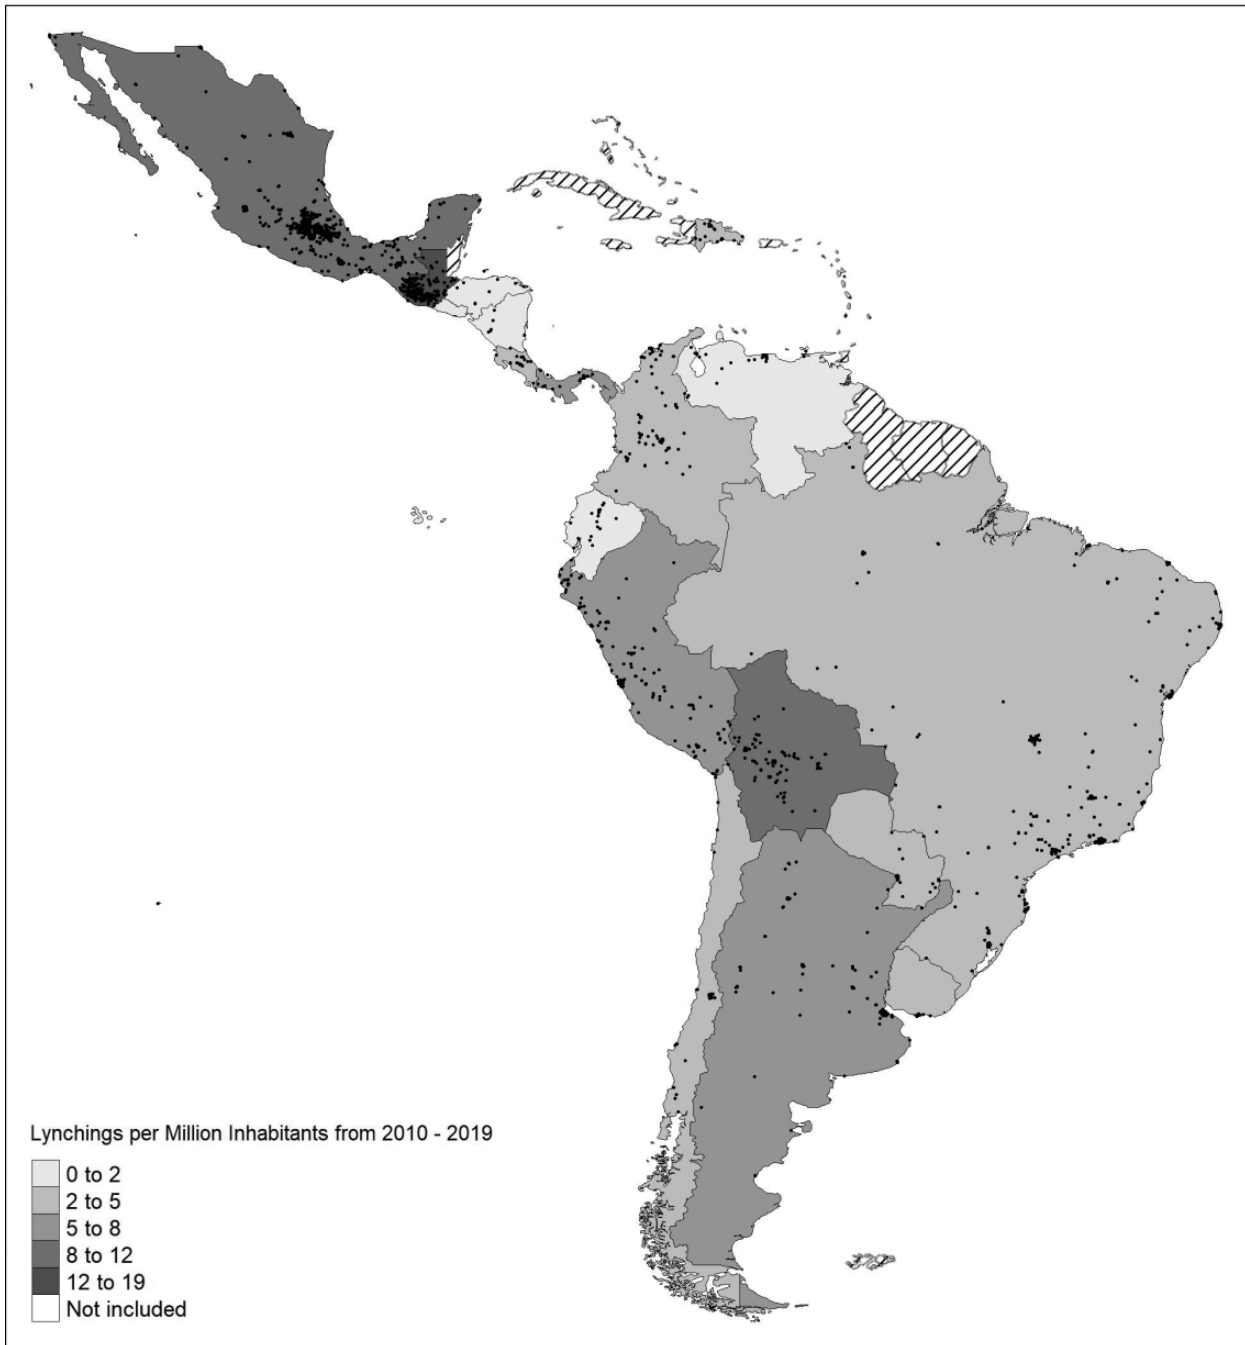 Lynchings per Million Inhabitants from 2010 - 2019
0 to 2
2 to 5
5 to 8
8 to 12
12 to 19
Not included